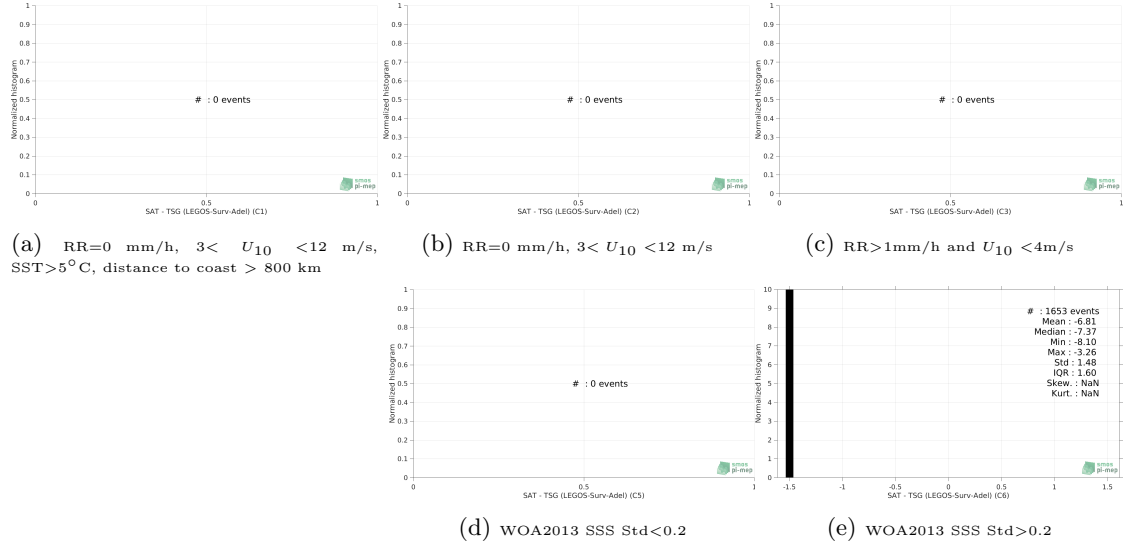 1
0.9
0.8
0.7
0.6
0.5
0.4
0.3
0.2
0.1
0
Normalized histogram
# : 0 events
smos
pi-mep
0 0.5 1
SAT - TSG (LEGOS-Surv-Adel) (C1)
1
0.9
0.8
0.7
0.6
0.5
0.4
0.3
0.2
0.1
0
Normalized histogram
# : 0 events
smos
pi-mep
0 0.5 1
SAT - TSG (LEGOS-Surv-Adel) (C2)
1
0.9
0.8
0.7
0.6
0.5
0.4
0.3
0.2
0.1
0
Normalized histogram
# : 0 events
smos
pi-mep
0 0.5 1
SAT - TSG (LEGOS-Surv-Adel) (C3)
(a) RR=0 mm/h, 3< U10 <12 m/s,
SST>5°C, distance to coast > 800 km
(b) RR=0 mm/h, 3< U10 <12 m/s
(c) RR>1mm/h and U10 <4m/s
1
0.9
0.8
0.7
0.6
0.5
0.4
0.3
0.2
0.1
0
Normalized histogram
# : 0 events
smos
pi-mep
0 0.5 1
SAT - TSG (LEGOS-Surv-Adel) (C5)
10
9
8
7
6
5
4
3
2
1
0
Normalized histogram
# : 1653 events
Mean : -6.81
Median : -7.37
Min : -8.10
Max : -3.26
Std : 1.48
IQR : 1.60
Skew. : NaN
Kurt. : NaN
smos
pi-mep
-1.5 -1 -0.5 0 0.5 1 1.5
SAT - TSG (LEGOS-Surv-Adel) (C6)
(d) WOA2013 SSS Std<0.2
(e) WOA2013 SSS Std>0.2